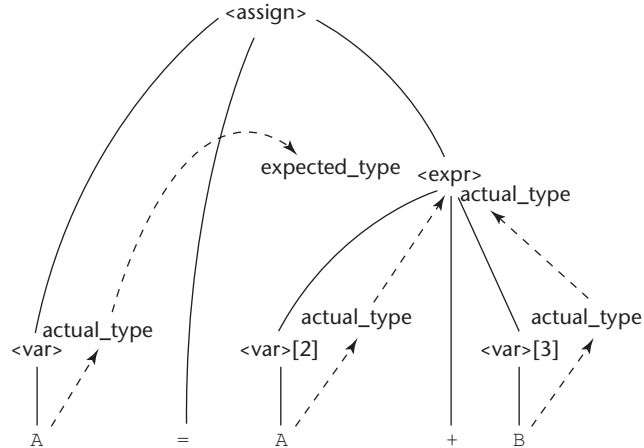 <assign>
expected_type
<expr>
actual_type
actual_type
<var>
actual_type
<var>[2]
actual_type
<var>[3]
A = A + B